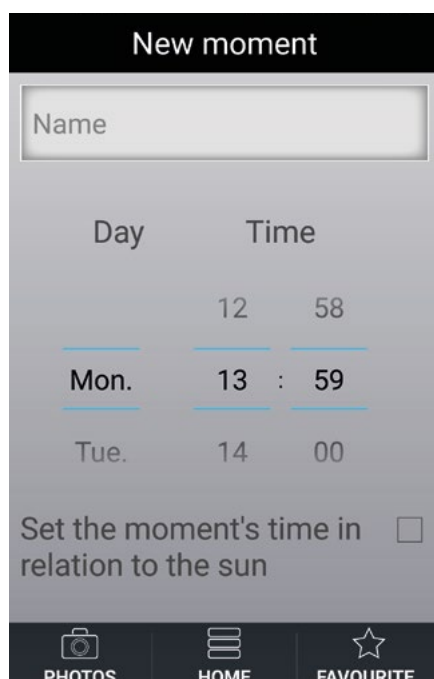 New moment
Name
Day Time
12 58
Mon. 13 : 59
Tue. 14 00
Set the moment's time in
relation to the sun
PHOTOS HOME FAVOURITE